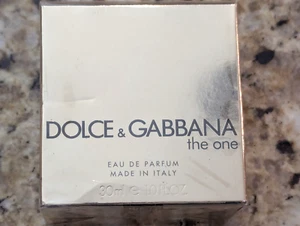 DOLCE & GABBANA
the one
EAU DE PARFUM
MADE IN ITALY